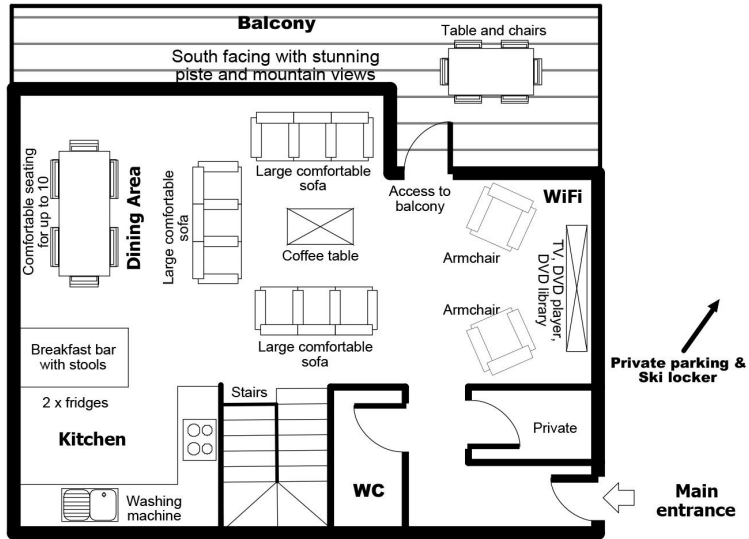 Balcony
South facing with stunning
piste and mountain views
Table and chairs
Comfortable seating
for up to 10
Dining Area
Large comfortable
sofa
Large comfortable
sofa
Access to
balcony
WiFi
Coffee table
Armchair
TV, DVD player,
DVD library
Armchair
Large comfortable
sofa
Breakfast bar
with stools
Private parking &
Ski locker
2 x fridges
Stairs
Kitchen
Private
WC
Washing
machine
Main
entrance